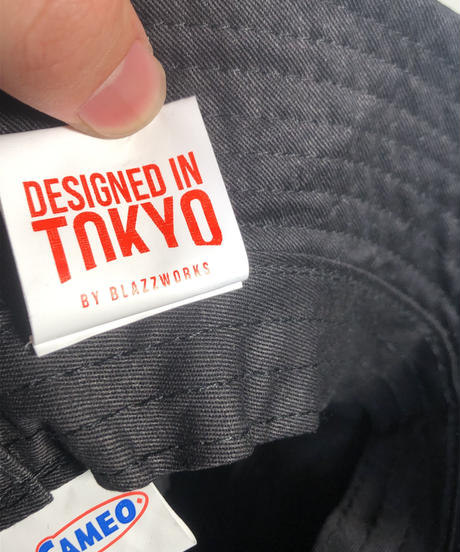 DESIGNED IN
TOKYO
BY BLAZZWORKS
CAMEO